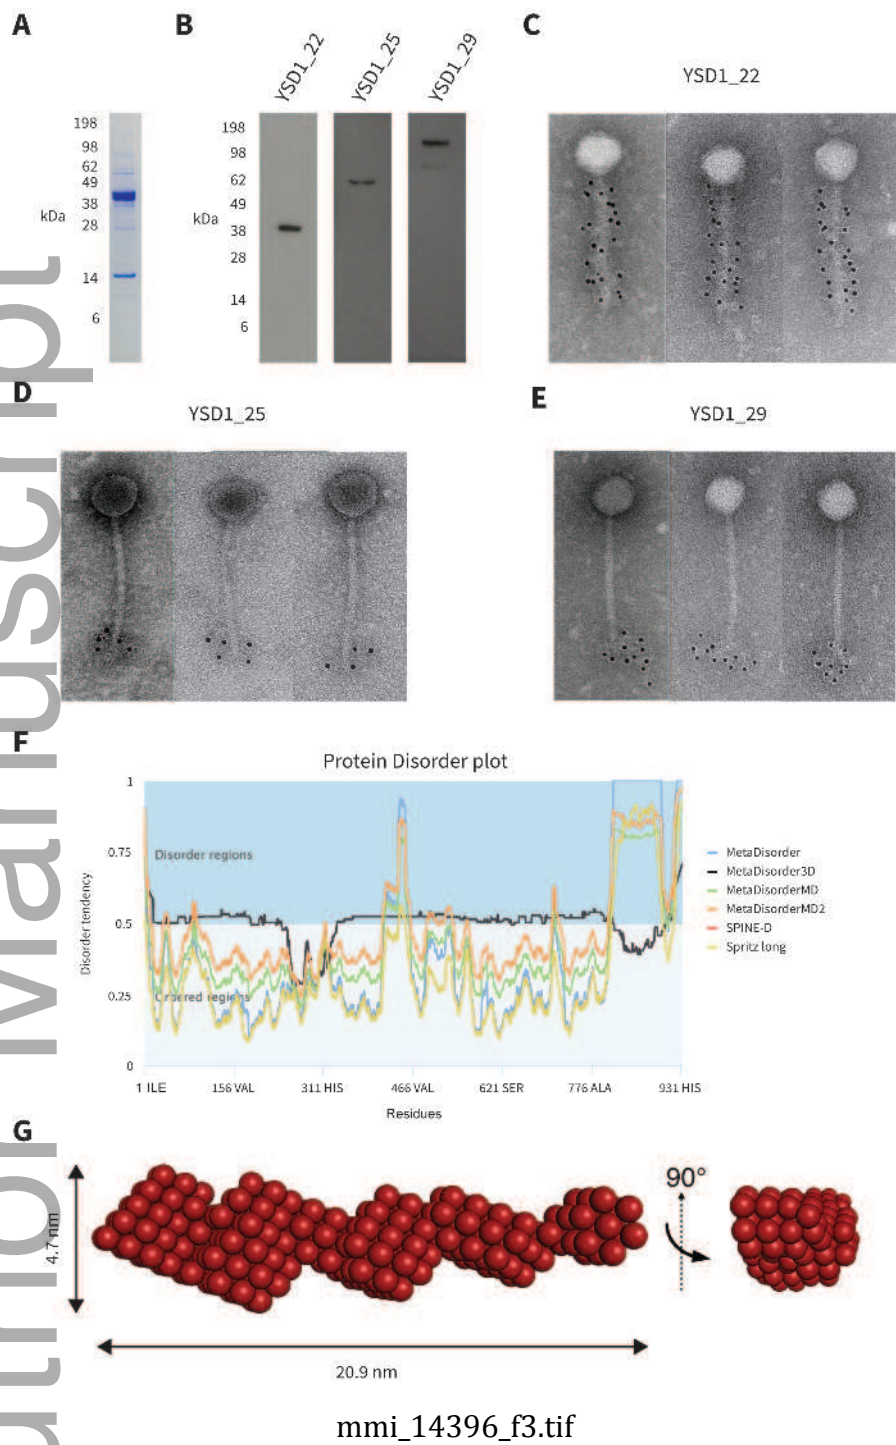 A
B
C
YSD1_22
YSD1_25
YSD1_29
YSD1_22
198
98
62
49
38
28
14
6
kDa
198
98
62
49
38
28
14
6
kDa
D
YSD1_25
E
YSD1_29
F
Protein Disorder plot
1
0.75
0.5
0.25
0
Disorder tendency
Disorder regions
Ordered regions
1 ILE
156 VAL
311 HIS
466 VAL
621 SER
776 ALA
931 HIS
Residues
MetaDisorder
MetaDisorder3D
MetaDisorderMD
MetaDisorderMD2
SPINE-D
Spritz long
G
4.7 nm
20.9 nm
90°
mmi_14396_f3.tif